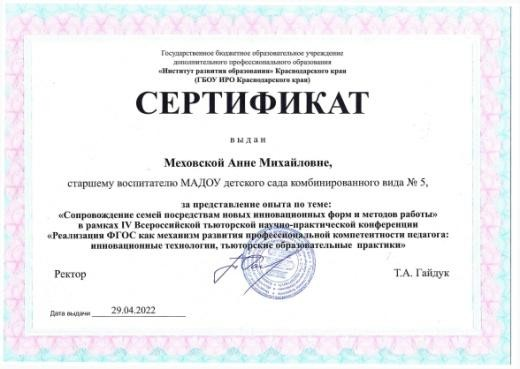 Государственное бюджетное образовательное учреждение
дополнительного профессионального образования
«Институт развития образования» Краснодарского края
(ГБОУ ИРО Краснодарского края)
СЕРТИФИКАТ
выдан
Меховской Анне Михайловне,
старшему воспитателю МАДОУ детского сада комбинированного вида № 5,
за представление опыта по теме:
«Сопровождение семей посредствам новых инновационных форм и методов работы»
в рамках IV Всероссийской тьюторской научно-практической конференции
«Реализация ФГОС как механизм развития профессиональной компетентности педагога:
инновационные технологии, тьюторские образовательные практики»
Ректор
Т.А. Гайдук
Дата выдачи 29.04.2022